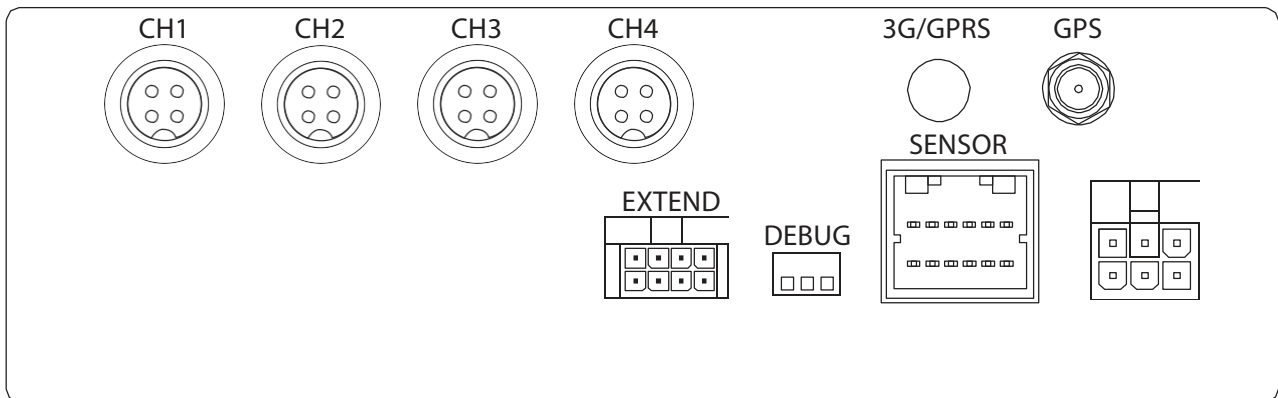 CH1
CH2
CH3
CH4
3G/GPRS
GPS
SENSOR
EXTEND
DEBUG